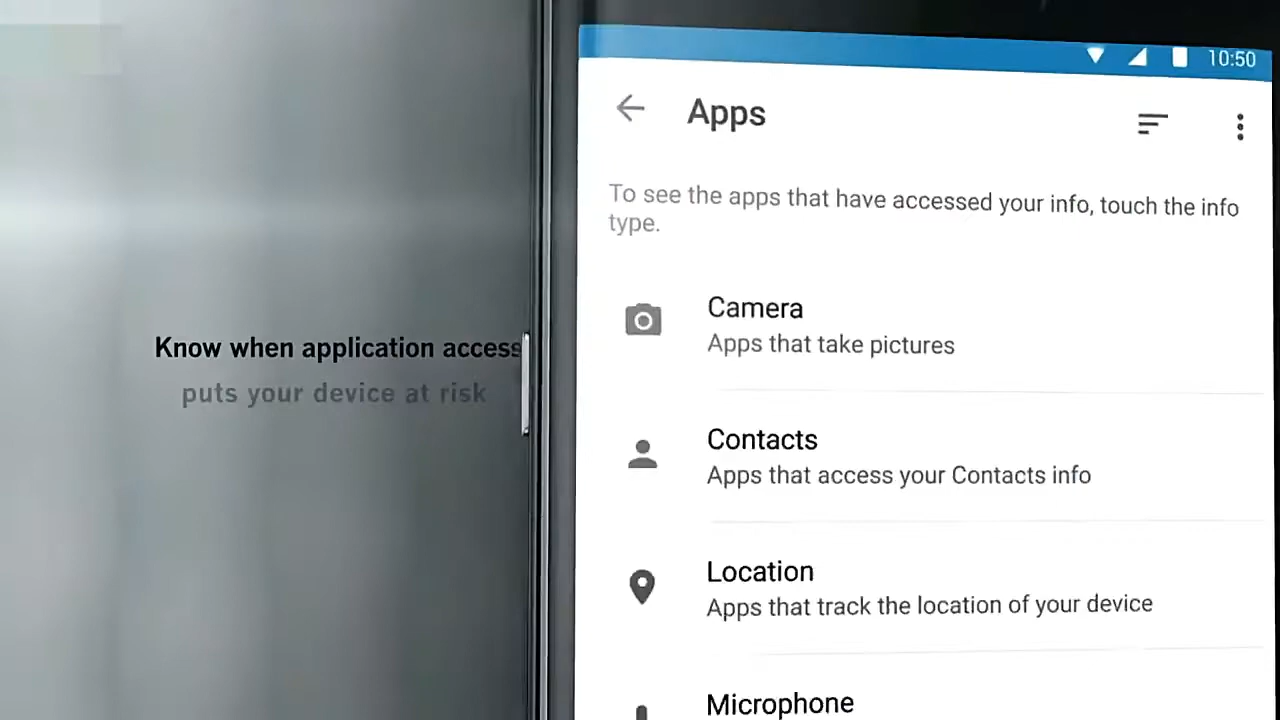 10:50
Apps
To see the apps that have accessed your info, touch the info
type.
Camera
Apps that take pictures
Know when application access
puts your device at risk
Contacts
Apps that access your Contacts info
Location
Apps that track the location of your device
Microphone